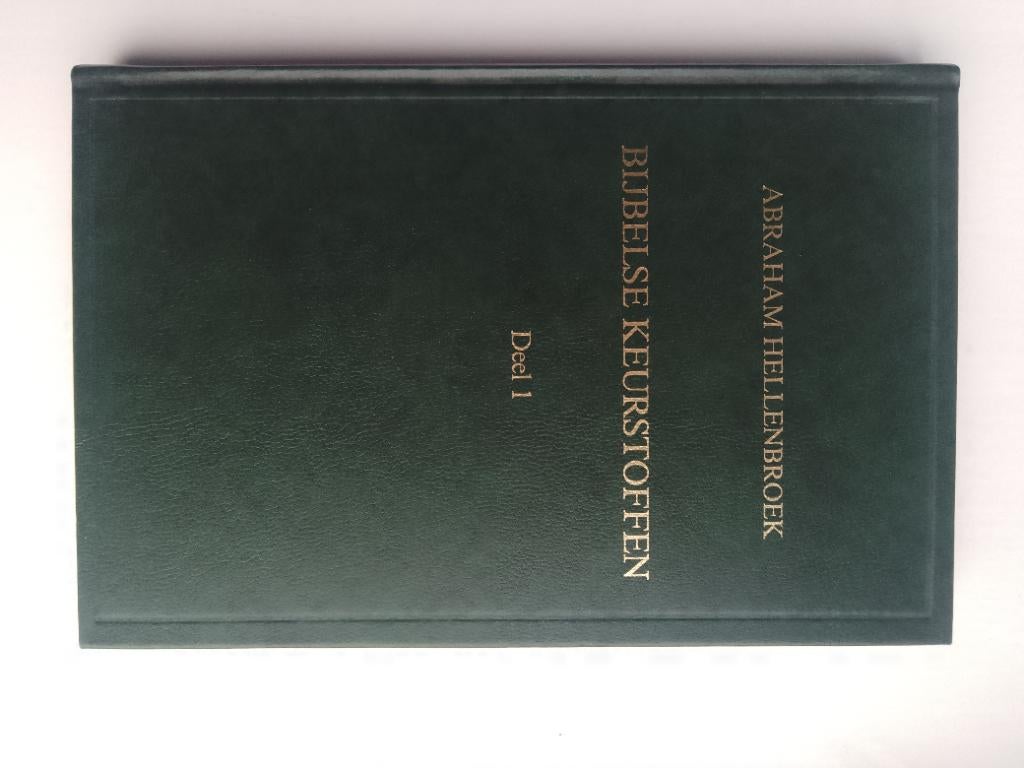 ABRAHAM HELLENBROEK
BIJBELSE KEURSTOFFEN
Deel 1